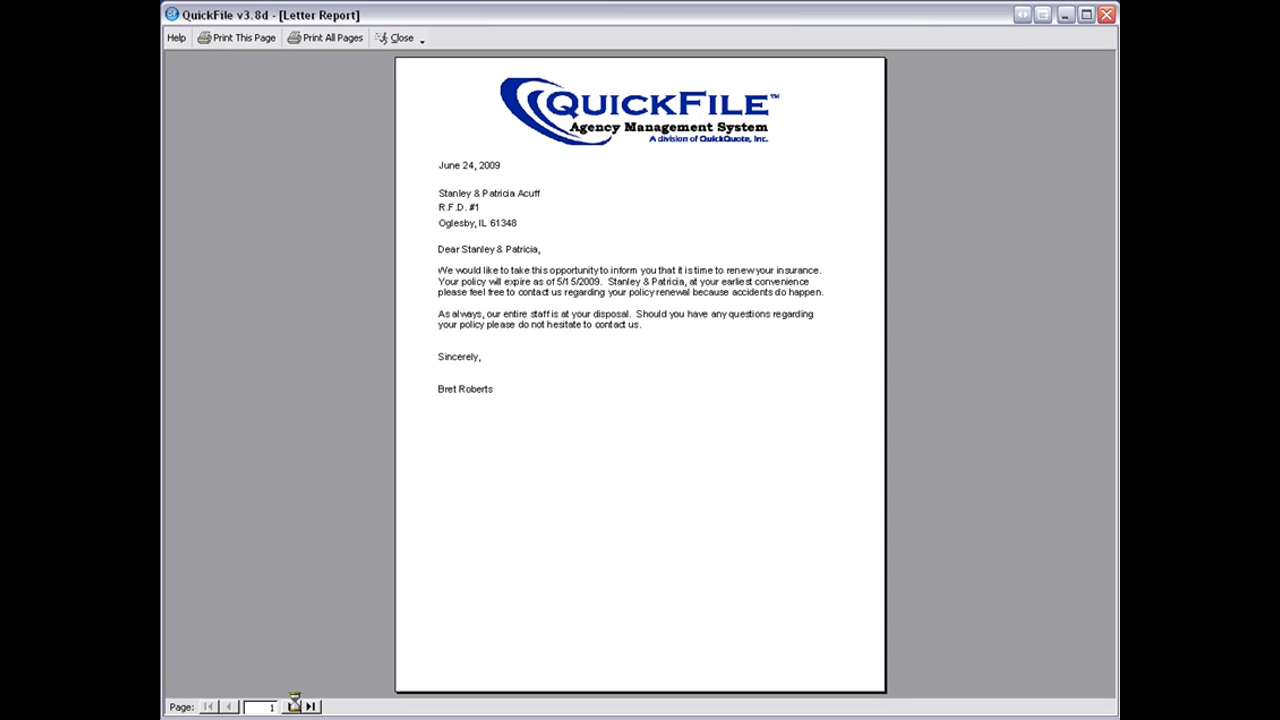 QuickFile v3.8d - [Letter Report]
Help Print This Page Print All Pages Close
QUICKFILE™
Agency Management System
A division of QuickQuote, Inc.
June 24, 2009
Stanley & Patricia Acuff
R.F.D. #1
Oglesby, IL 61348
Dear Stanley & Patricia,
We would like to take this opportunity to inform you that it is time to renew your insurance.
Your policy will expire as of 5/15/2009. Stanley & Patricia, at your earliest convenience
please feel free to contact us regarding your policy renewal because accidents do happen.
As always, our entire staff is at your disposal. Should you have any questions regarding
your policy please do not hesitate to contact us.
Sincerely,
Bret Roberts
Page: 1